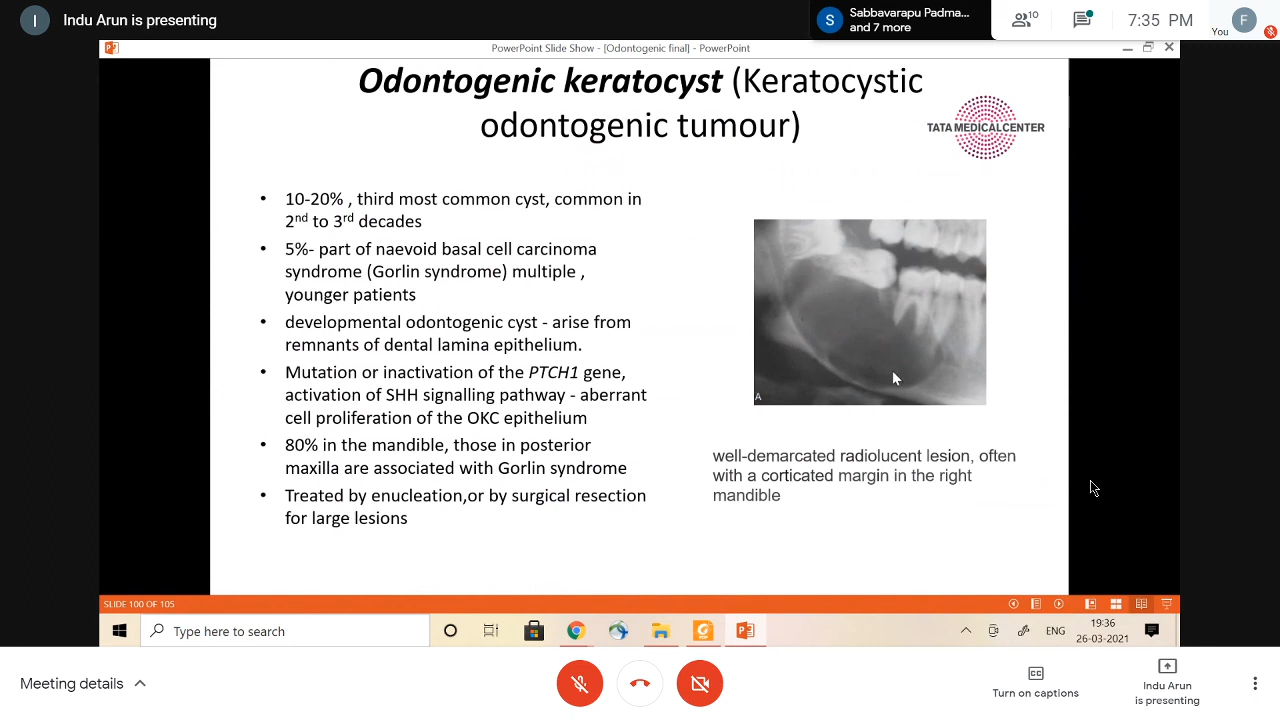 I
Indu Arun is presenting
S
Sabbavarapu Padma...
and 7 more
10
7:35 PM
F
You
PowerPoint Slide Show - [Odontogenic final] - PowerPoint
Odontogenic keratocyst (Keratocystic
odontogenic tumour)
TATA MEDICAL CENTER
• 10-20% , third most common cyst, common in
2nd to 3rd decades
• 5%- part of naevoid basal cell carcinoma
syndrome (Gorlin syndrome) multiple ,
younger patients
• developmental odontogenic cyst - arise from
remnants of dental lamina epithelium.
• Mutation or inactivation of the PTCH1 gene,
activation of SHH signalling pathway - aberrant
cell proliferation of the OKC epithelium
• 80% in the mandible, those in posterior
maxilla are associated with Gorlin syndrome
• Treated by enucleation,or by surgical resection
for large lesions
A
well-demarcated radiolucent lesion, often
with a corticated margin in the right
mandible
SLIDE 100 OF 105
Type here to search
ENG
19:36
26-03-2021
Meeting details
CC
Turn on captions
Indu Arun
is presenting